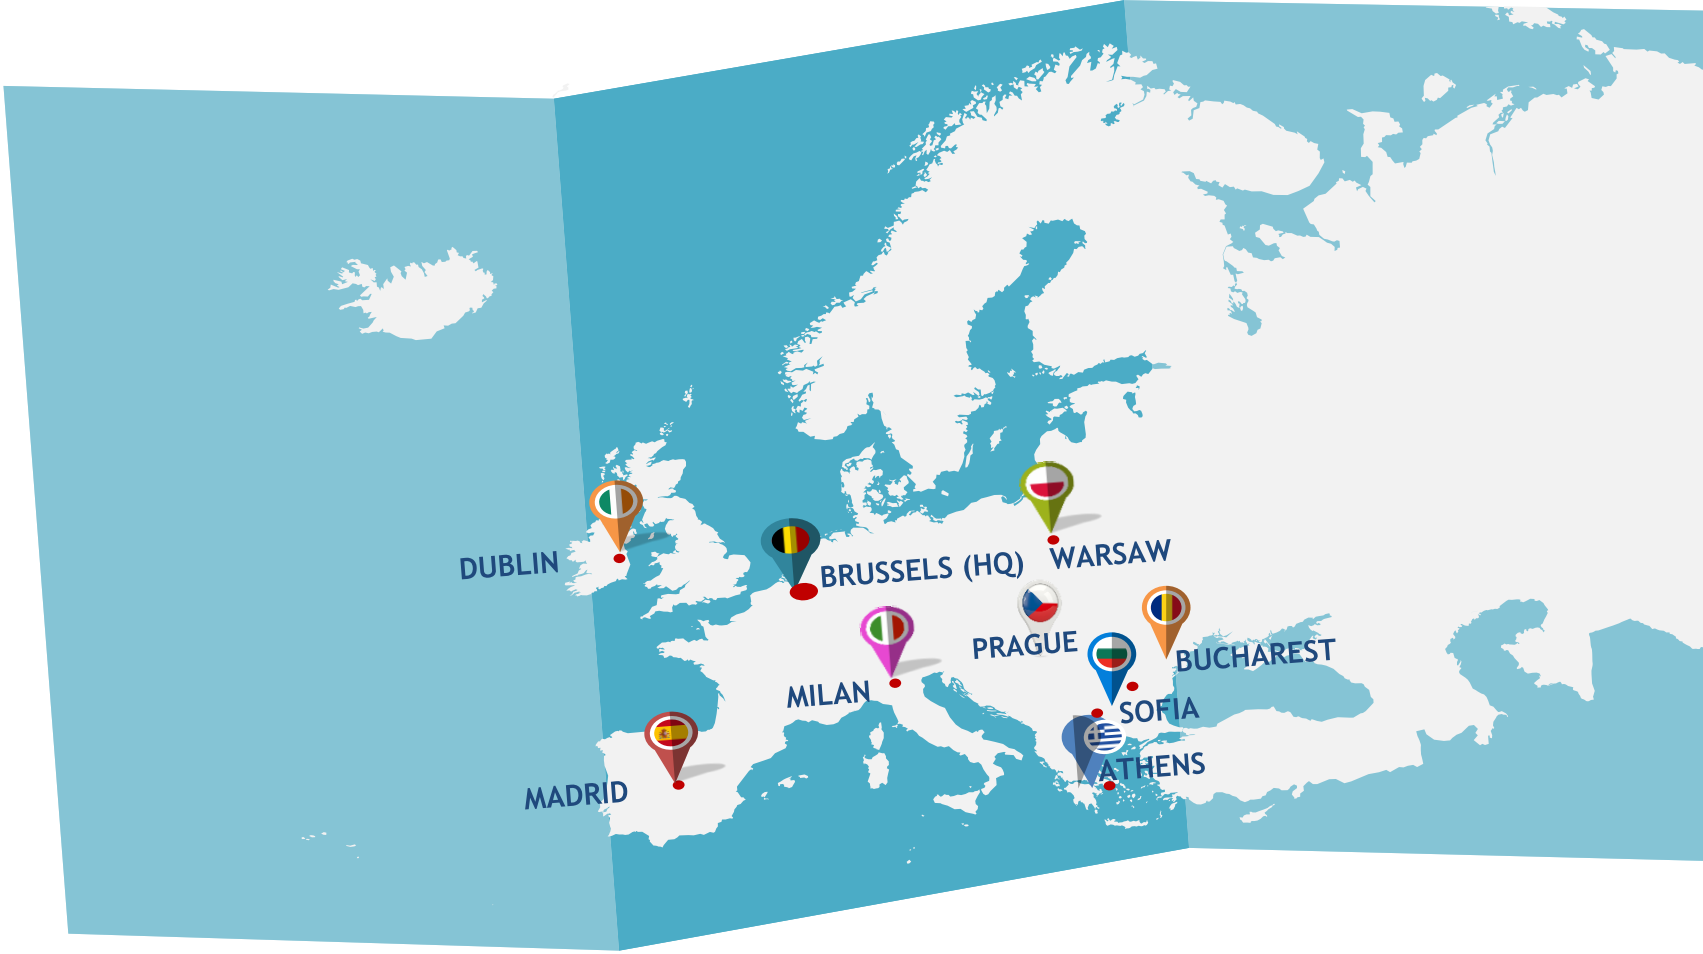 DUBLIN
BRUSSELS (HQ)
WARSAW
PRAGUE
BUCHAREST
MILAN
SOFIA
ATHENS
MADRID